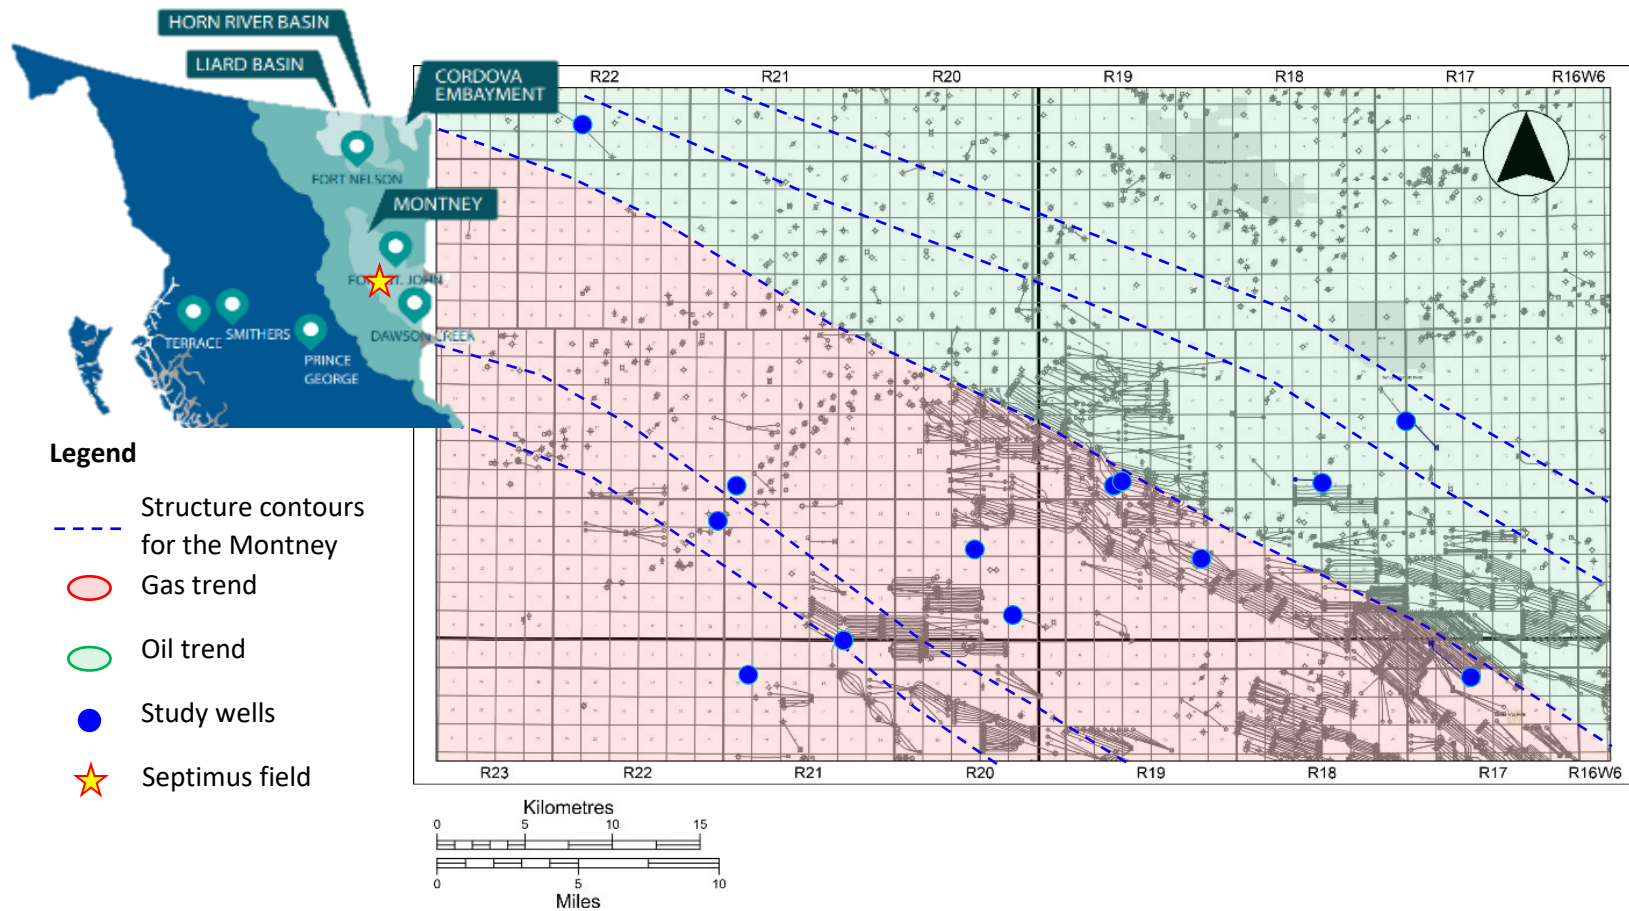 HORN RIVER BASIN
LIARD BASIN
CORDOVA
EMBAYMENT
FORT NELSON
MONTNEY
FORT ST. JOHN
DAWSON CREEK
TERRACE
SMITHERS
PRINCE
GEORGE
R22 R21 R20 R19 R18 R17 R16W6
Legend
Structure contours
for the Montney
Gas trend
Oil trend
Study wells
Septimus field
R23 R22 R21 R20 R19 R18 R17 R16W6
Kilometres
0 5 10 15
0 5 10
Miles